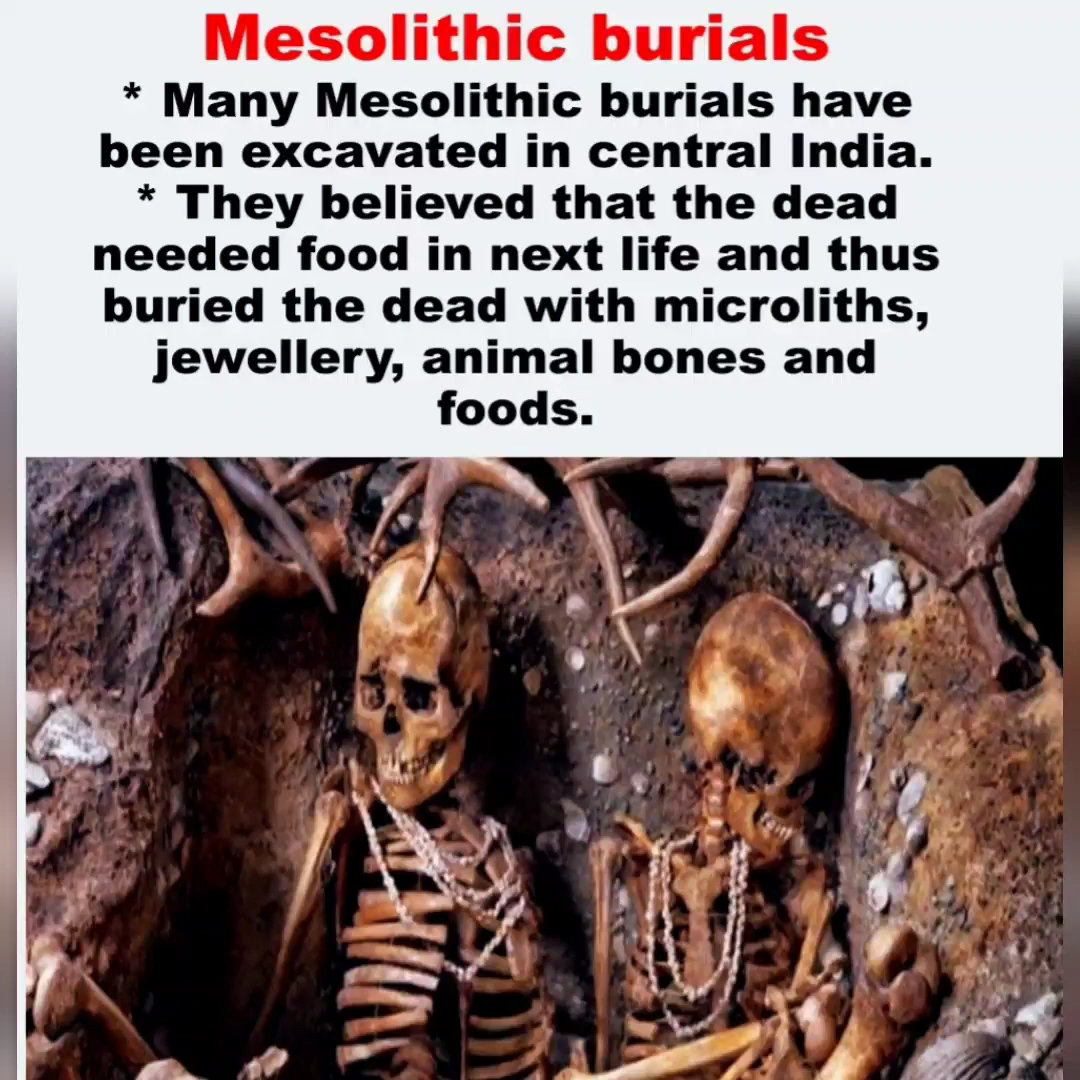 Mesolithic burials
* Many Mesolithic burials have
been excavated in central India.
* They believed that the dead
needed food in next life and thus
buried the dead with microliths,
jewellery, animal bones and
foods.